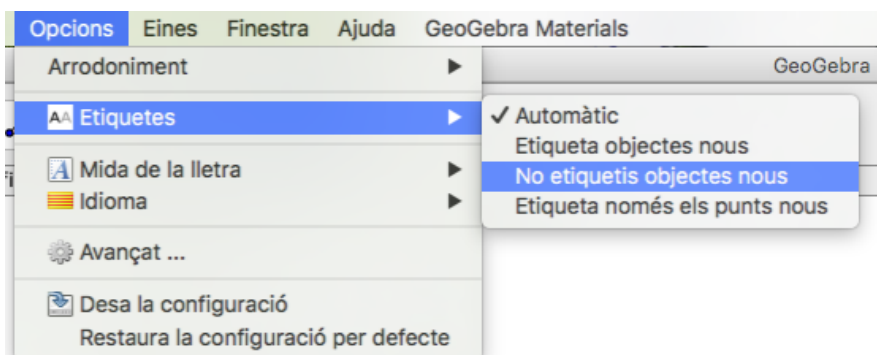 Opcions Eines Finestra Ajuda GeoGebra Materials
GeoGebra
Arrodoniment
Etiquetes
Automàtic
Etiqueta objectes nous
No etiquetis objectes nous
Etiqueta només els punts nous
Mida de la lletra
Idioma
Avançat ...
Desa la configuració
Restaura la configuració per defecte